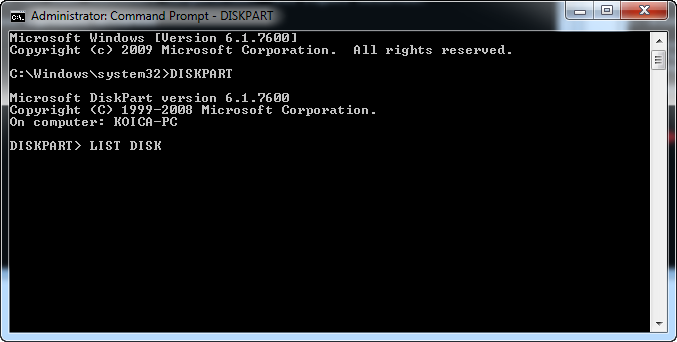 Administrator: Command Prompt - DISKPART
Microsoft Windows [Version 6.1.7600]
Copyright (c) 2009 Microsoft Corporation.  All rights reserved.
C:\Windows\system32>DISKPART
Microsoft DiskPart version 6.1.7600
Copyright (C) 1999-2008 Microsoft Corporation.
On computer: KOICA-PC
DISKPART> LIST DISK